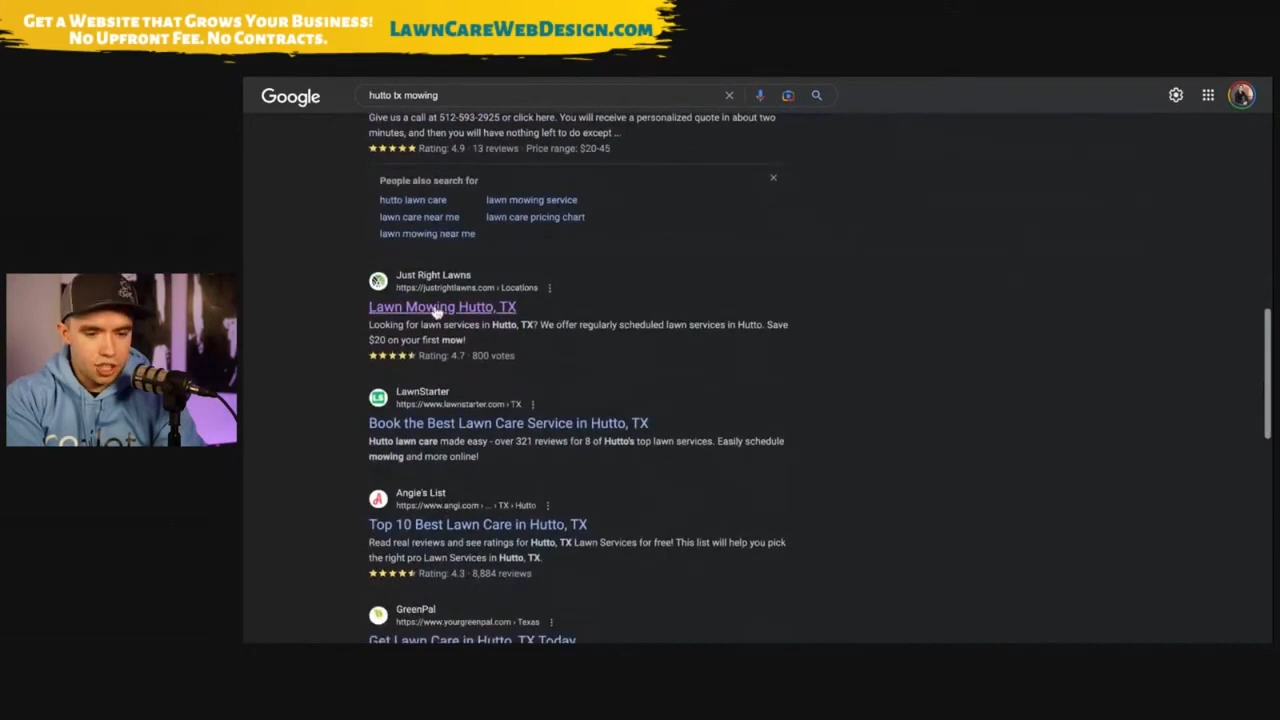 Get a Website that Grows Your Business!
No Upfront Fee. No Contracts.
LawnCareWebDesign.com
Google
hutto tx mowing
Give us a call at 512-593-2925 or click here. You will receive a personalized quote in about two
minutes, and then you will have nothing left to do except ...
Rating: 4.9 · 13 reviews · Price range: $20-45
People also search for
hutto lawn care
lawn mowing service
lawn care near me
lawn care pricing chart
lawn mowing near me
Just Right Lawns
https://justrightlawns.com › Locations
Lawn Mowing Hutto, TX
Looking for lawn services in Hutto, TX? We offer regularly scheduled lawn services in Hutto. Save
$20 on your first mow!
Rating: 4.7 · 800 votes
LS
LawnStarter
https://www.lawnstarter.com › TX
Book the Best Lawn Care Service in Hutto, TX
Hutto lawn care made easy - over 321 reviews for 8 of Hutto's top lawn services. Easily schedule
mowing and more online!
Angie's List
https://www.angi.com › ... › TX › Hutto
Top 10 Best Lawn Care in Hutto, TX
Read real reviews and see ratings for Hutto, TX Lawn Services for free! This list will help you pick
the right pro Lawn Services in Hutto, TX.
Rating: 4.3 · 8,884 reviews
GreenPal
https://www.yourgreenpal.com › Texas
Get Lawn Care in Hutto, TX Today